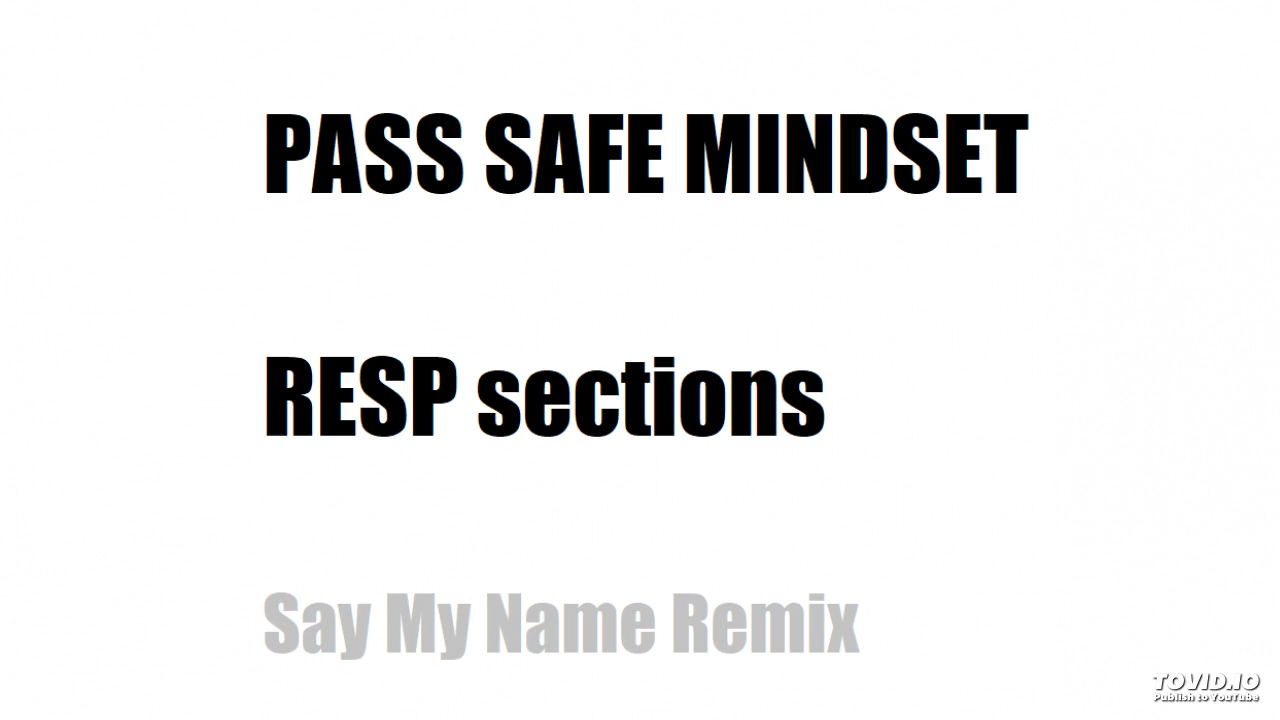 PASS SAFE MINDSET
RESP sections
Say My Name Remix
TOVID.IO
Publish to YouTube